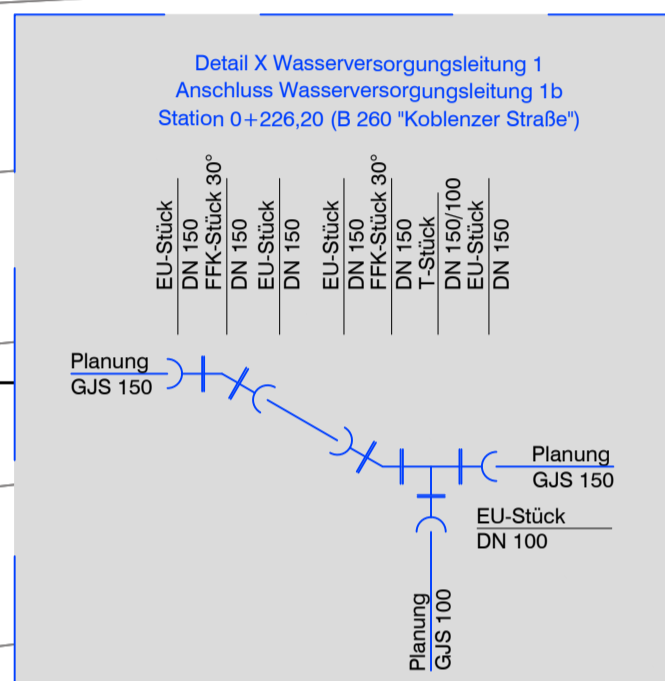 Detail X Wasserversorgungsleitung 1
Anschluss Wasserversorgungsleitung 1b
Station 0+226,20 (B 260 "Koblenzer Straße")
EU-Stück
DN 150
FFK-Stück 30°
DN 150
EU-Stück
DN 150
EU-Stück
DN 150
FFK-Stück 30°
DN 150
T-Stück
DN 150/100
EU-Stück
DN 150
Planung
GJS 150
Planung
GJS 150
EU-Stück
DN 100
Planung
GJS 100